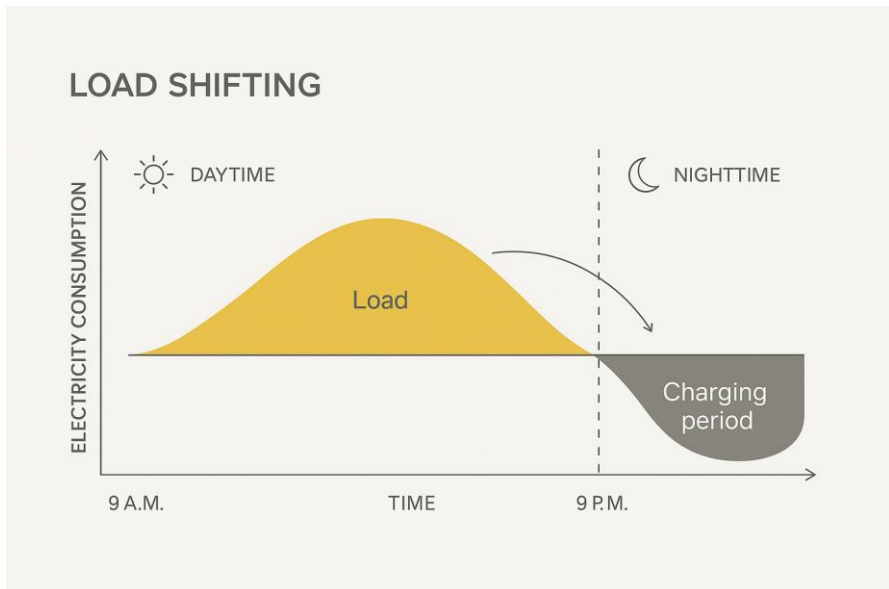 LOAD SHIFTING
DAYTIME
NIGHTTIME
ELECTRICITY CONSUMPTION
Load
Charging
period
9 A.M.
TIME
9 P.M.